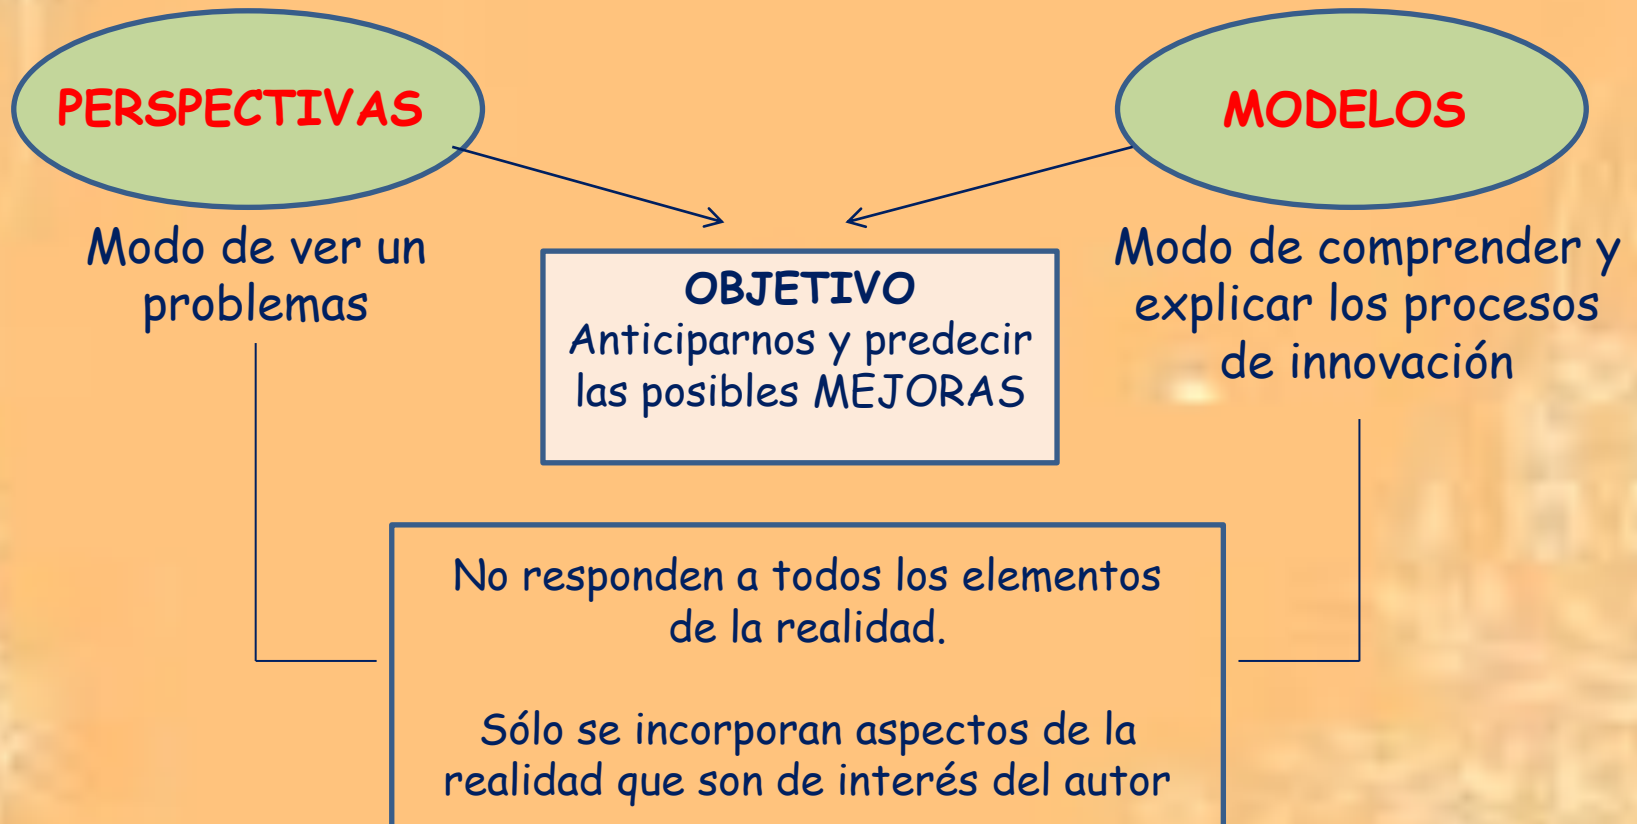 PERSPECTIVAS
MODELOS
Modo de ver un
problemas
OBJETIVO
Anticiparnos y predecir
las posibles MEJORAS
Modo de comprender y
explicar los procesos
de innovación
No responden a todos los elementos
de la realidad.
Sólo se incorporan aspectos de la
realidad que son de interés del autor